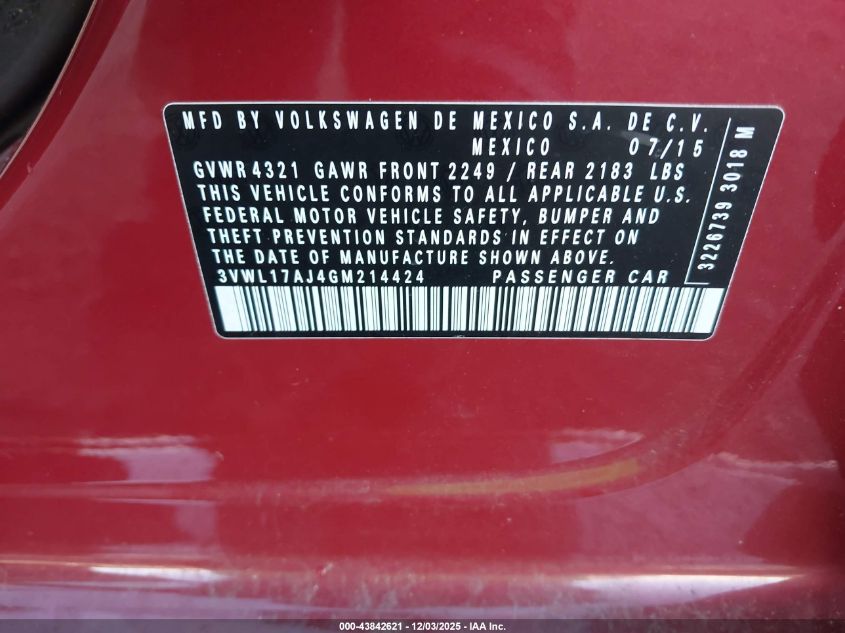 MFD BY VOLKSWAGEN DE MEXICO S.A. DE C.V.
MEXICO 07/15
GVWR 4321 GAWR FRONT 2249 / REAR 2183 LBS
THIS VEHICLE CONFORMS TO ALL APPLICABLE U.S.
FEDERAL MOTOR VEHICLE SAFETY, BUMPER AND
THEFT PREVENTION STANDARDS IN EFFECT ON
THE DATE OF MANUFACTURE SHOWN ABOVE.
3VWL17AJ4GM214424 PASSENGER CAR
3226739 3018 M
000-43842621 - 12/03/2025 - IAA Inc.